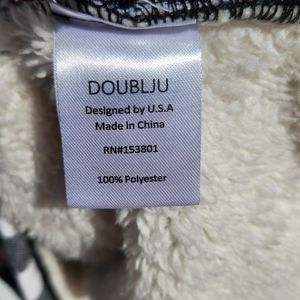 DOUBLJU
Designed by U.S.A
Made in China
RN#153801
100% Polyester